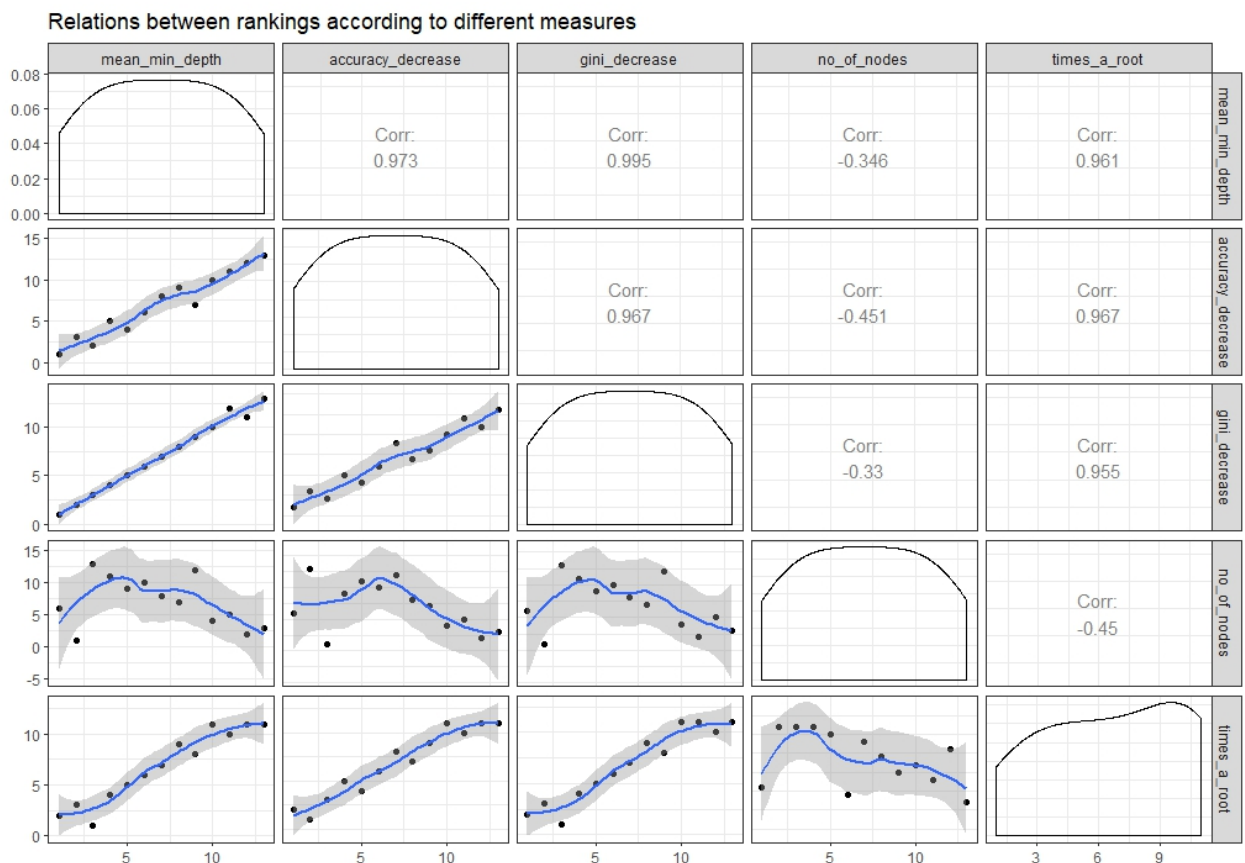 Relations between rankings according to different measures
mean_min_depth accuracy_decrease gini_decrease no_of_nodes times_a_root
0.08
0.06
0.04
0.02
0.00
Corr:
0.973
Corr:
0.995
Corr:
-0.346
Corr:
0.961
mean_min_depth
15
10
5
0
Corr:
0.967
Corr:
-0.451
Corr:
0.967
accuracy_decrease
10
5
0
Corr:
-0.33
Corr:
0.955
gini_decrease
15
10
5
0
-5
Corr:
-0.45
no_of_nodes
10
5
0
times_a_root
5 10 5 10 5 10 5 10 3 6 9